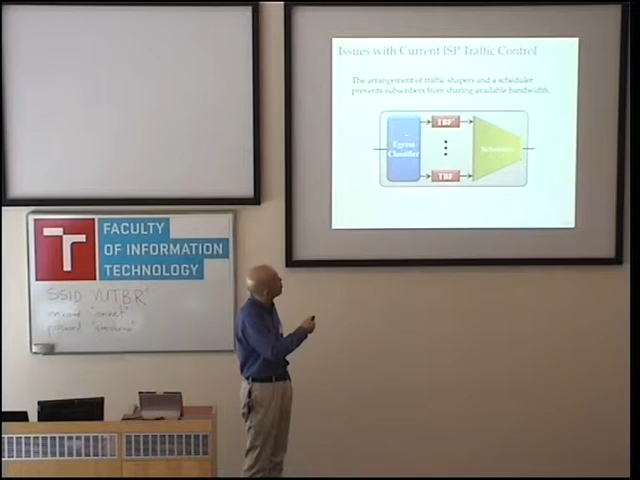 Issues with Current ISP Traffic Control
The arrangement of traffic shapers and a scheduler
prevents subscribers from sharing available bandwidth.
TBF
Egress
Classifier
Scheduler
TBF
FACULTY
OF INFORMATION
TECHNOLOGY
SSID VUTBR
password